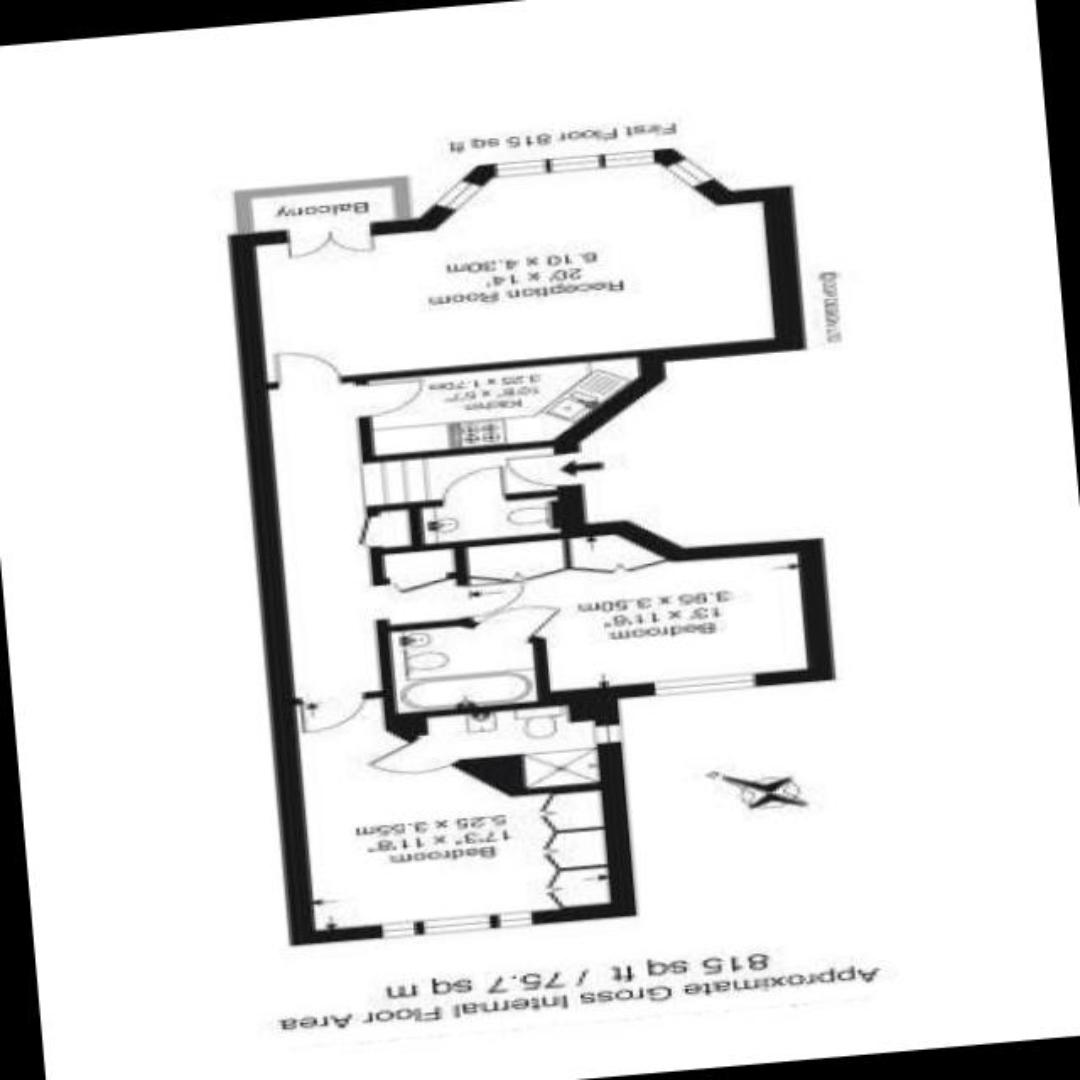 Approximate Gross Internal Floor Area
815 sq ft / 75.7 sq m
Bedroom
17'3" x 11'8"
5.25 x 3.55m
Bedroom
13' x 11'6"
3.95 x 3.50m
Kitchen
10'8" x 5'7"
3.25 x 1.70m
Reception Room
20' x 14'
6.10 x 4.30m
Balcony
First Floor 815 sq ft